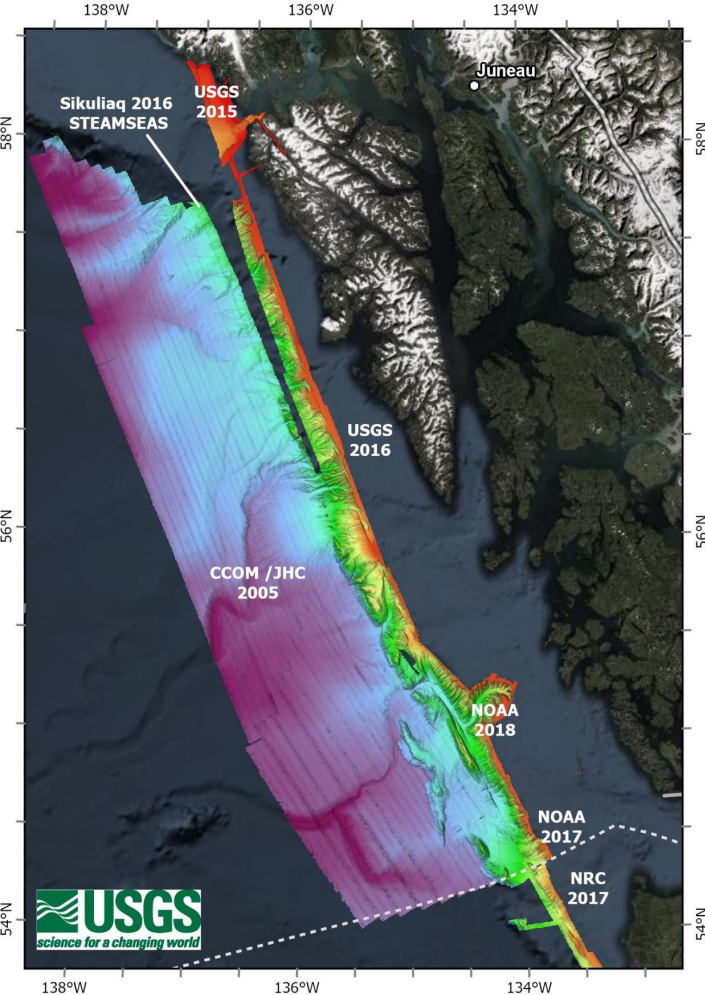 138°W 136°W 134°W
Juneau
USGS
2015
Sikuliaq 2016
STEAMSEAS
58°N 58°N
USGS
2016
56°N 56°N
CCOM /JHC
2005
NOAA
2018
NOAA
2017
NRC
2017
54°N 54°N
USGS
science for a changing world
138°W 136°W 134°W